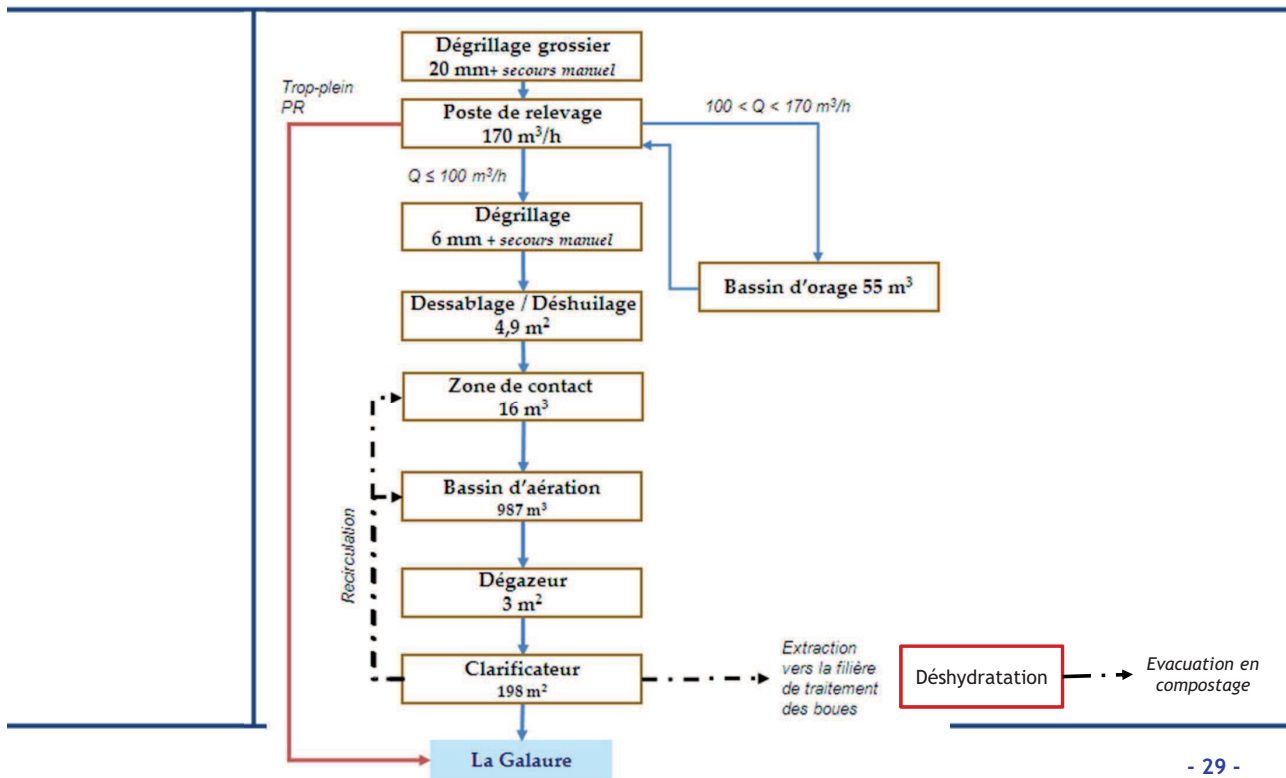 Dégrillage grossier
20 mm+ secours manuel
Trop-plein
PR
Poste de relevage
170 m³/h
100 < Q < 170 m³/h
Q ≤ 100 m³/h
Dégrillage
6 mm + secours manuel
Bassin d'orage 55 m³
Dessablage / Déshuilage
4,9 m²
Zone de contact
16 m³
Bassin d'aération
987 m³
Recirculation
Dégazeur
3 m²
Clarificateur
198 m²
Extraction
vers la filière
de traitement
des boues
Déshydratation
Evacuation en
compostage
La Galaure
- 29 -